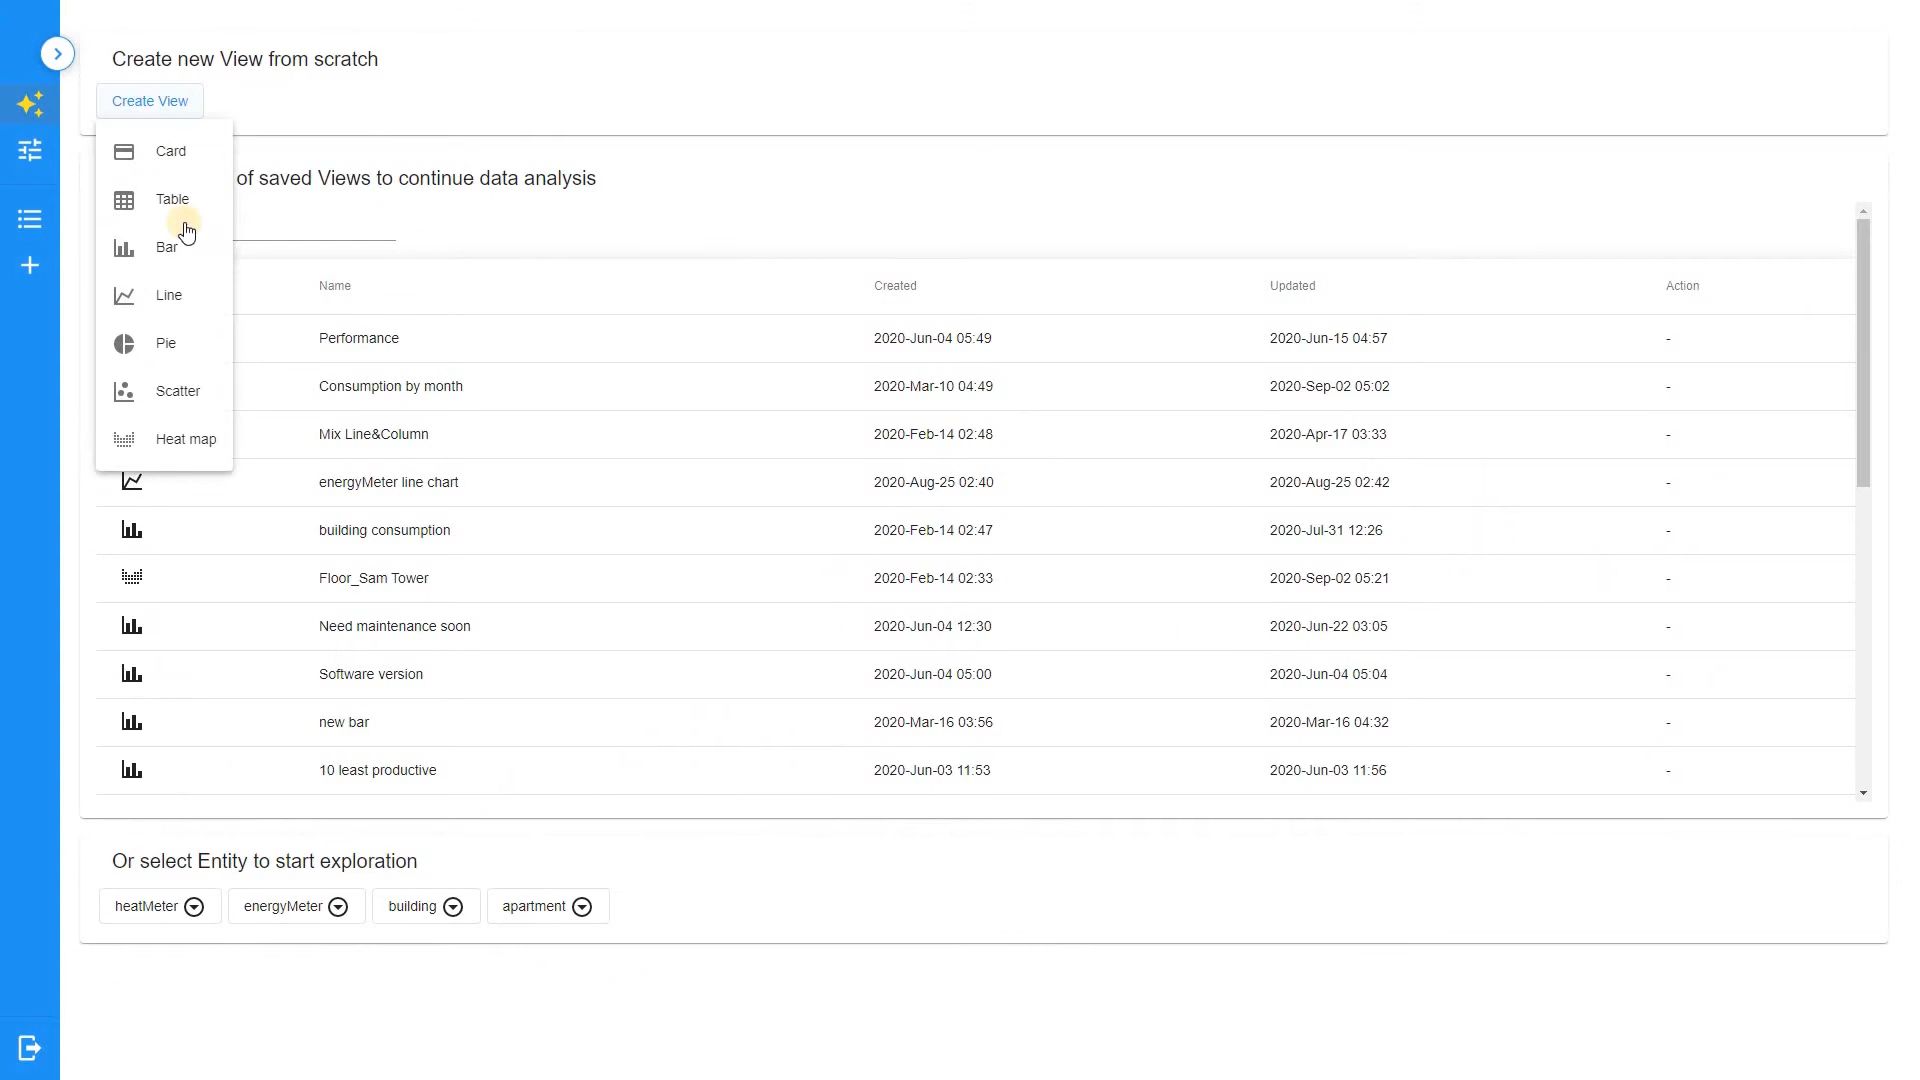 Create new View from scratch
Create View
Card
Table
Bar
Line
Pie
Scatter
Heat map
of saved Views to continue data analysis
Name Created Updated Action
Performance 2020-Jun-04 05:49 2020-Jun-15 04:57 -
Consumption by month 2020-Mar-10 04:49 2020-Sep-02 05:02 -
Mix Line&Column 2020-Feb-14 02:48 2020-Apr-17 03:33 -
energyMeter line chart 2020-Aug-25 02:40 2020-Aug-25 02:42 -
building consumption 2020-Feb-14 02:47 2020-Jul-31 12:26 -
Floor_Sam Tower 2020-Feb-14 02:33 2020-Sep-02 05:21 -
Need maintenance soon 2020-Jun-04 12:30 2020-Jun-22 03:05 -
Software version 2020-Jun-04 05:00 2020-Jun-04 05:04 -
new bar 2020-Mar-16 03:56 2020-Mar-16 04:32 -
10 least productive 2020-Jun-03 11:53 2020-Jun-03 11:56 -
Or select Entity to start exploration
heatMeter energyMeter building apartment